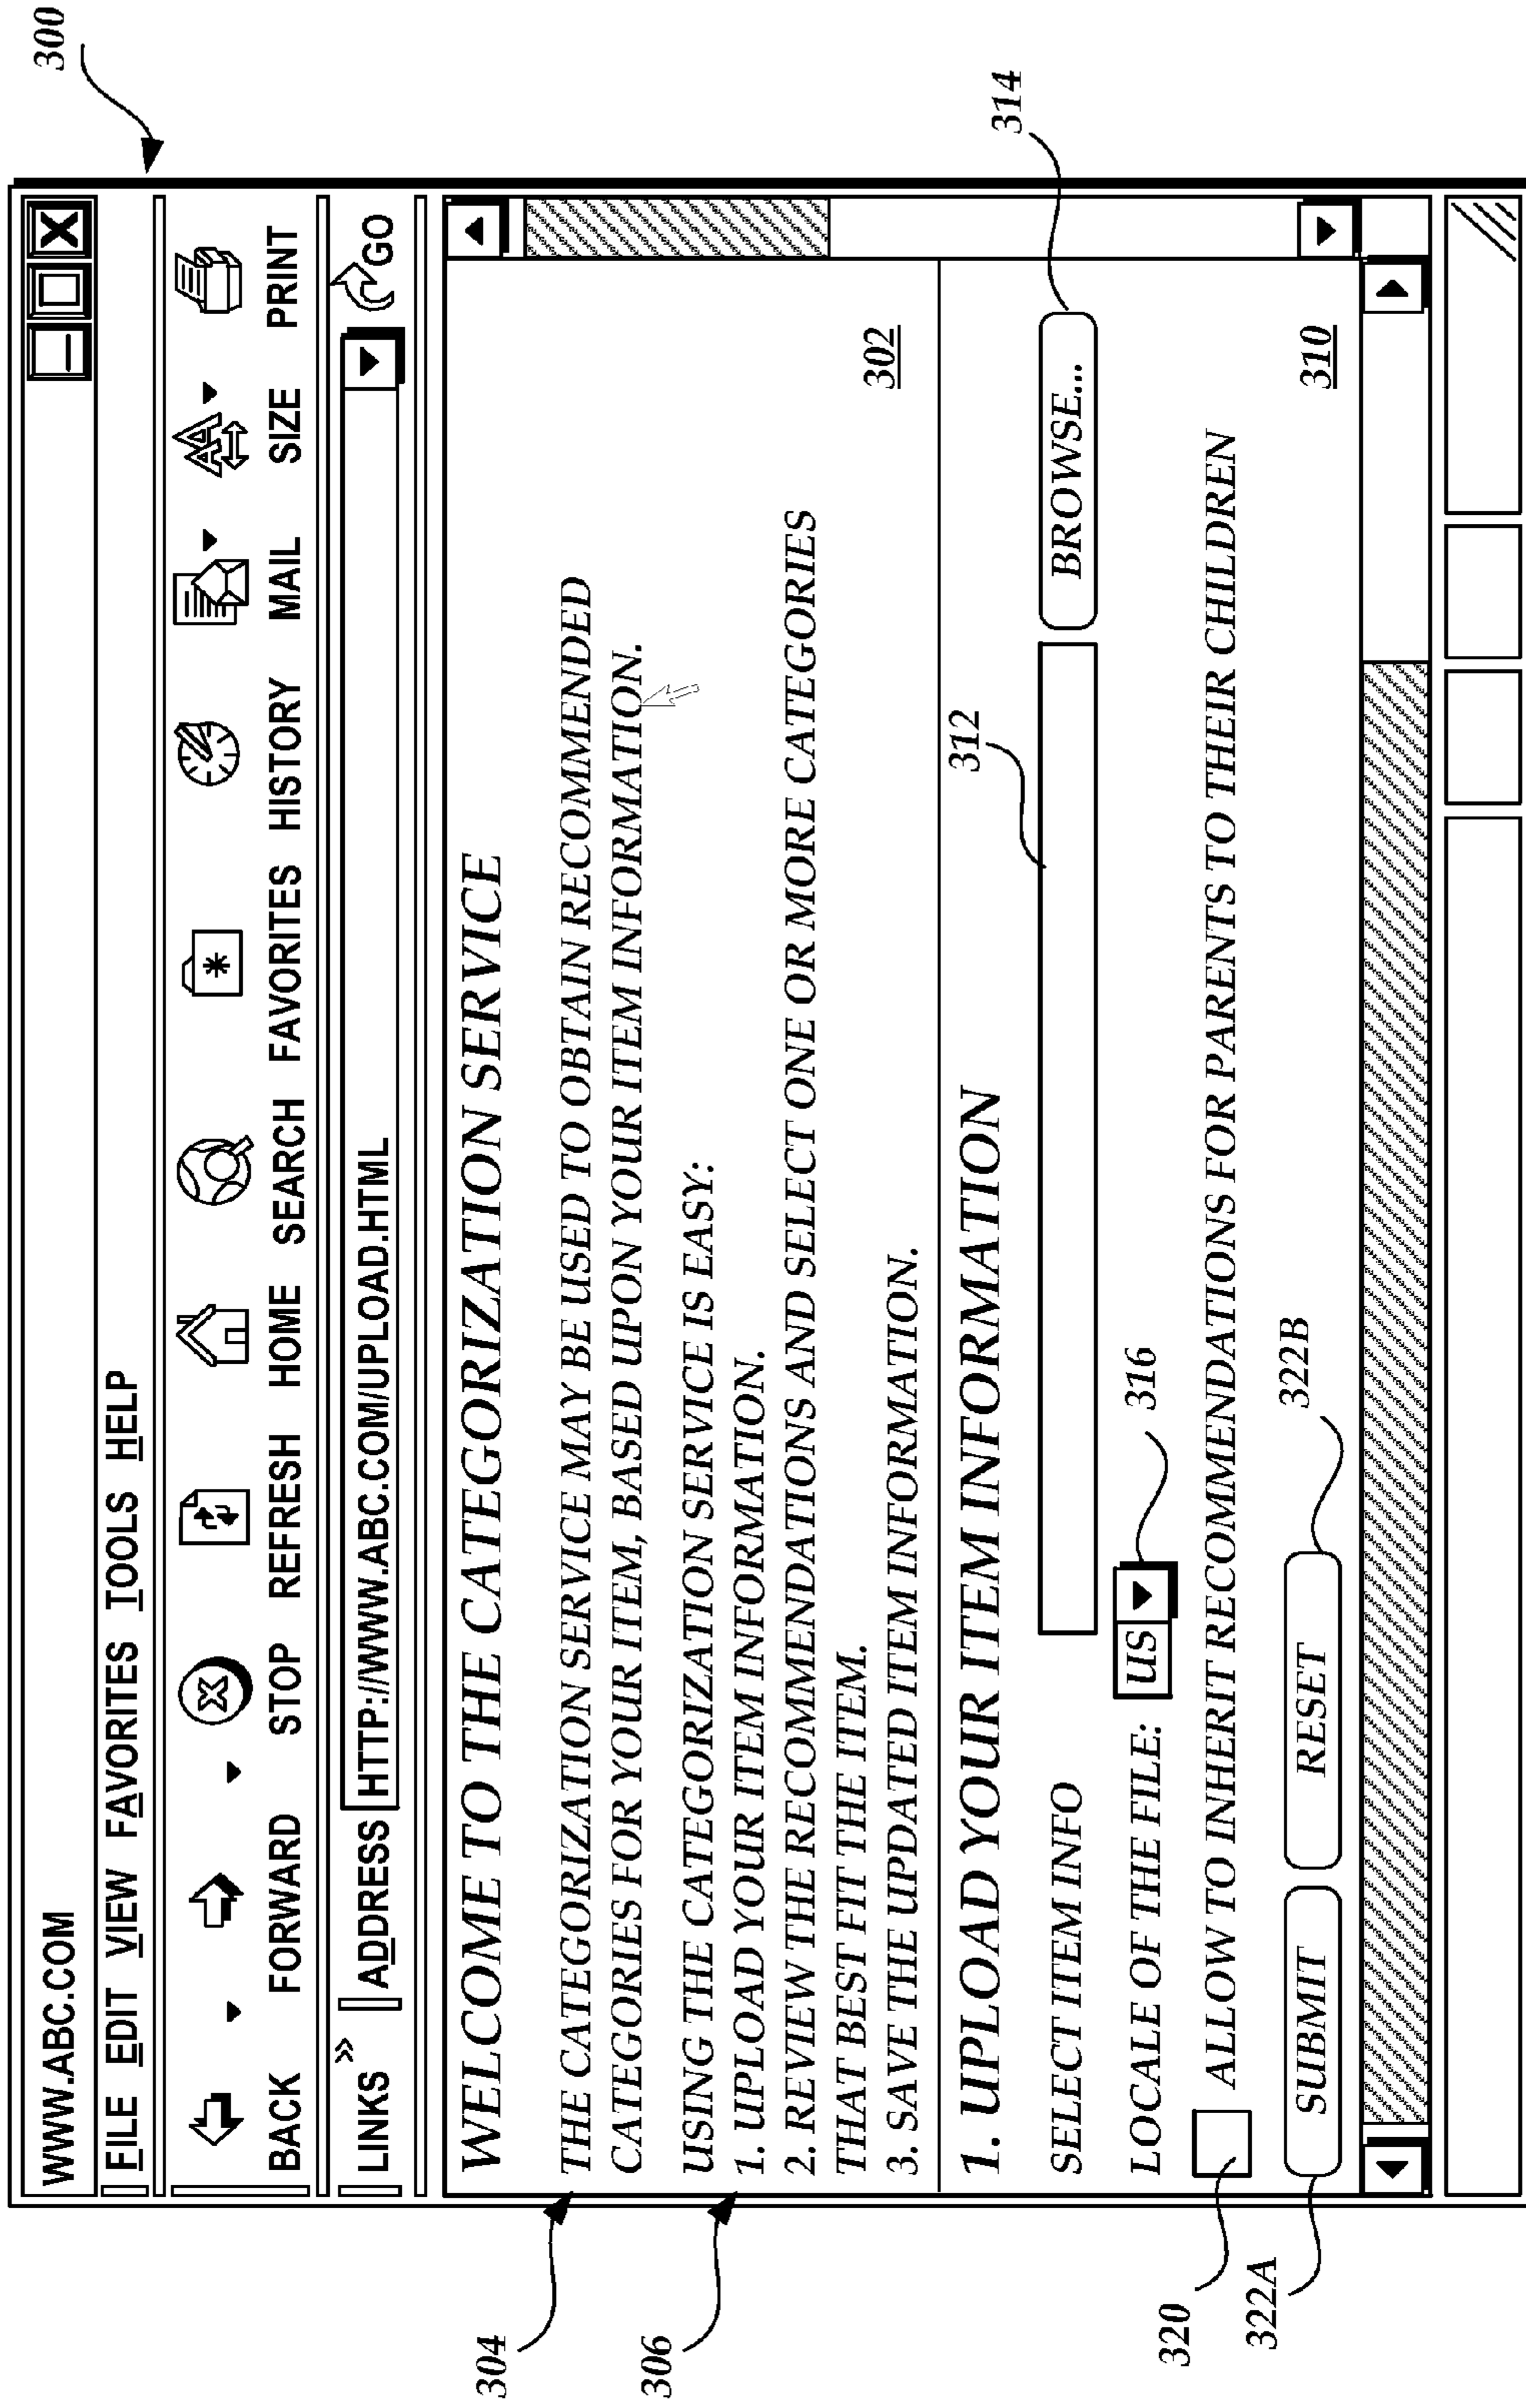 300
WWW.ABC.COM
FILE EDIT VIEW FAVORITES TOOLS HELP
BACK FORWARD STOP REFRESH HOME SEARCH FAVORITES HISTORY MAIL SIZE PRINT
LINKS » ADDRESS HTTP://WWW.ABC.COM/UPLOAD.HTML GO
WELCOME TO THE CATEGORIZATION SERVICE
304
THE CATEGORIZATION SERVICE MAY BE USED TO OBTAIN RECOMMENDED
CATEGORIES FOR YOUR ITEM, BASED UPON YOUR ITEM INFORMATION.
USING THE CATEGORIZATION SERVICE IS EASY:
306
1. UPLOAD YOUR ITEM INFORMATION.
2. REVIEW THE RECOMMENDATIONS AND SELECT ONE OR MORE CATEGORIES
THAT BEST FIT THE ITEM.
3. SAVE THE UPDATED ITEM INFORMATION.
302
1. UPLOAD YOUR ITEM INFORMATION
312
314
SELECT ITEM INFO BROWSE...
LOCALE OF THE FILE: US 316
ALLOW TO INHERIT RECOMMENDATIONS FOR PARENTS TO THEIR CHILDREN
320
322B
SUBMIT RESET
310
322A